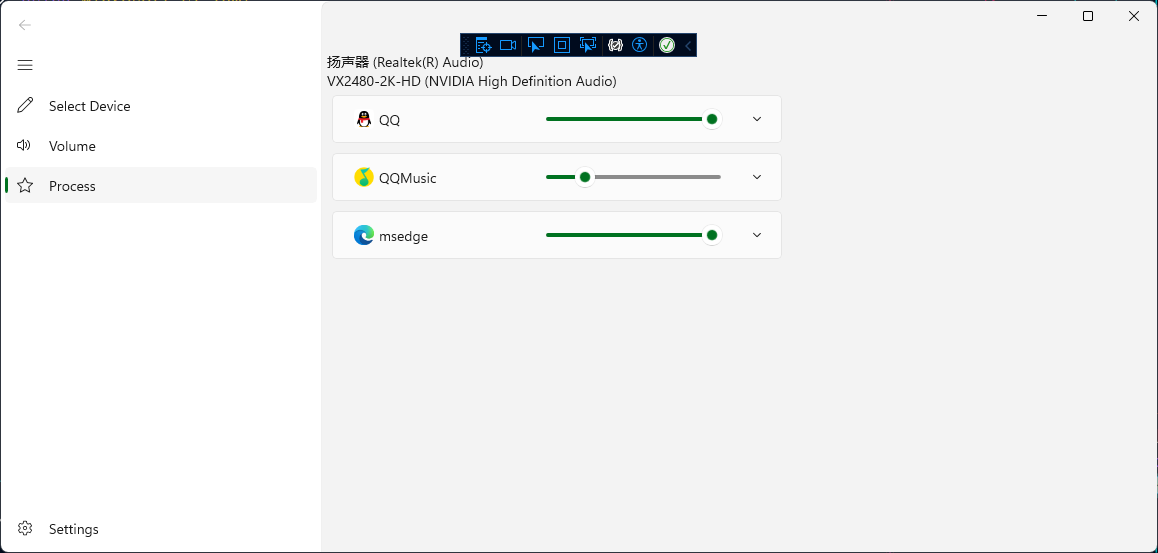 扬声器 (Realtek(R) Audio)
VX2480-2K-HD (NVIDIA High Definition Audio)
Select Device
QQ
Volume
QQMusic
Process
msedge
Settings